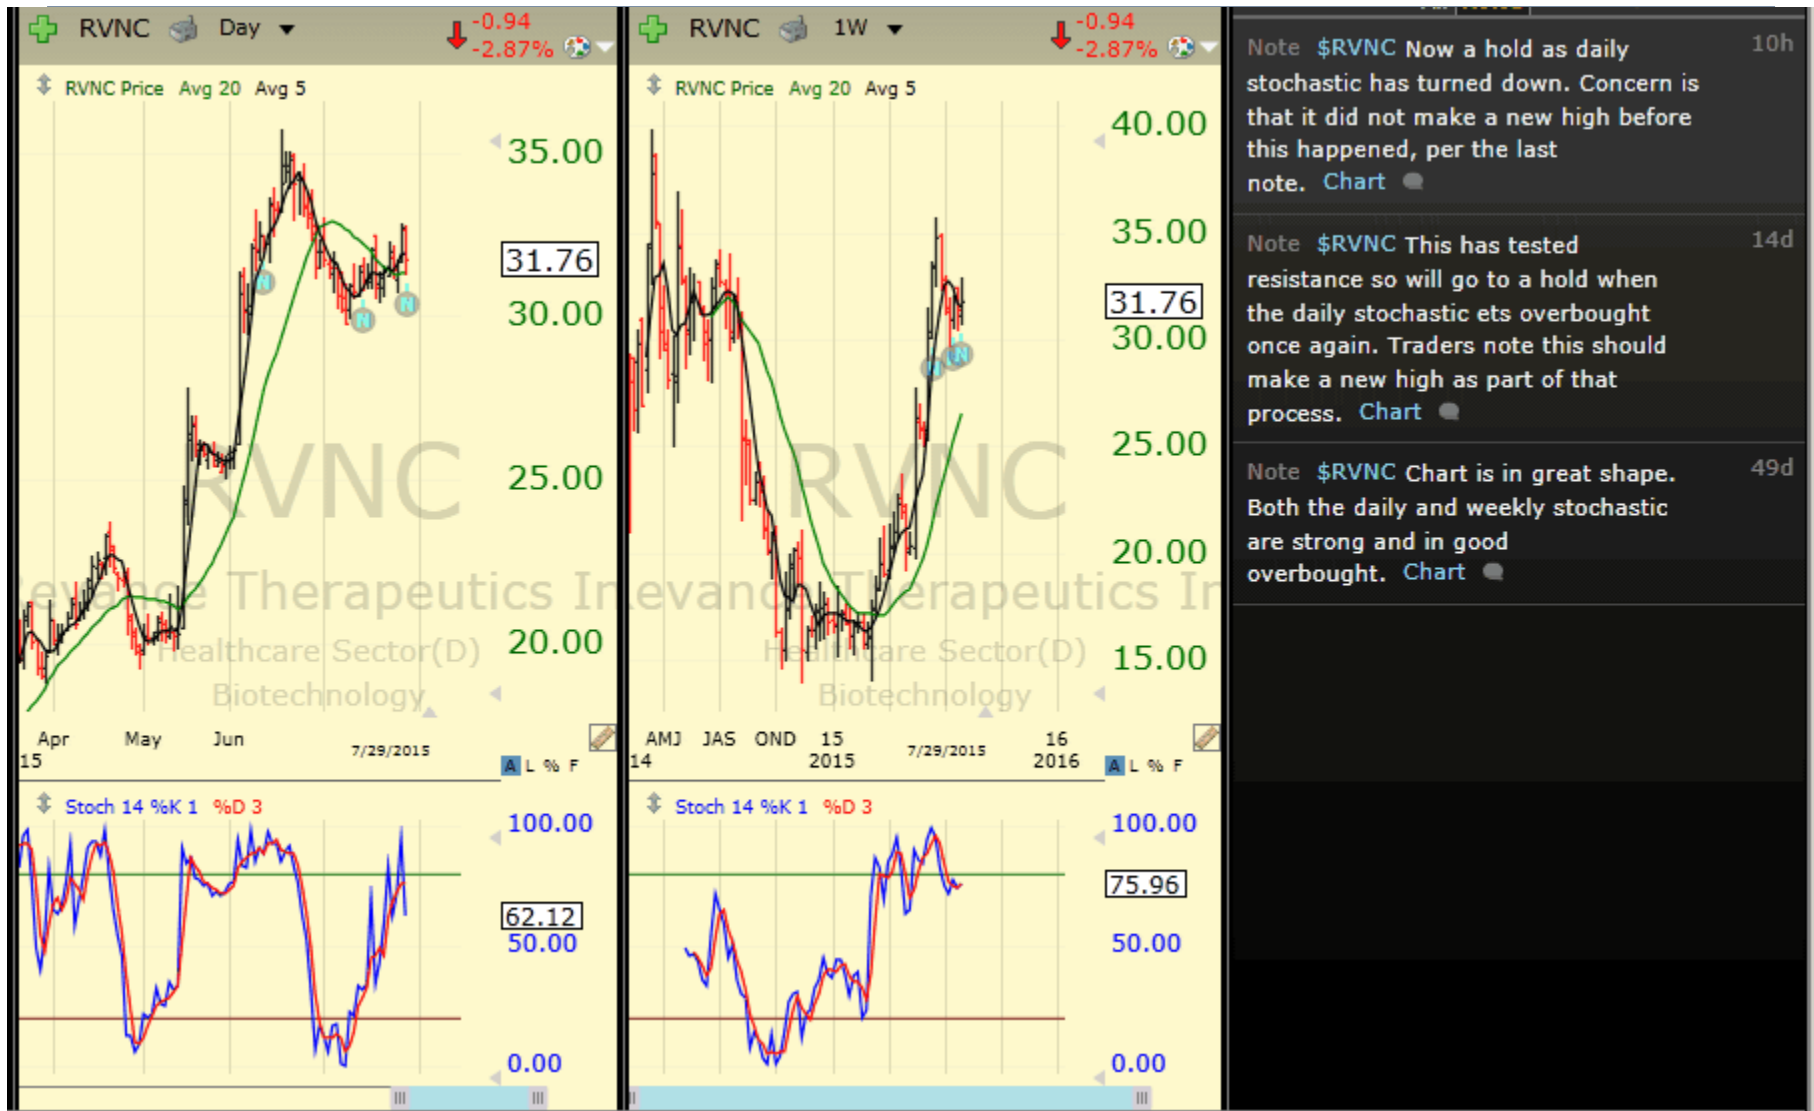 RVNC Day
-0.94
-2.87%
RVNC Price Avg 20 Avg 5
35.00
31.76
30.00
25.00
20.00
N
N
N
RVNC
Therapeutics In
Healthcare Sector(D)
Biotechnology
Apr May Jun 7/29/2015
15
A L % F
Stoch 14 %K 1 %D 3
100.00
62.12
50.00
0.00
RVNC 1W
-0.94
-2.87%
RVNC Price Avg 20 Avg 5
40.00
35.00
31.76
30.00
25.00
20.00
15.00
N
N
RVNC
evanc Therapeutics In
Healthcare Sector(D)
Biotechnology
AMJ JAS OND 15 7/29/2015 16
14 2015 2016
A L % F
Stoch 14 %K 1 %D 3
100.00
75.96
50.00
0.00
Note $RVNC Now a hold as daily 10h
stochastic has turned down. Concern is
that it did not make a new high before
this happened, per the last
note. Chart
Note $RVNC This has tested 14d
resistance so will go to a hold when
the daily stochastic ets overbought
once again. Traders note this should
make a new high as part of that
process. Chart
Note $RVNC Chart is in great shape. 49d
Both the daily and weekly stochastic
are strong and in good
overbought. Chart